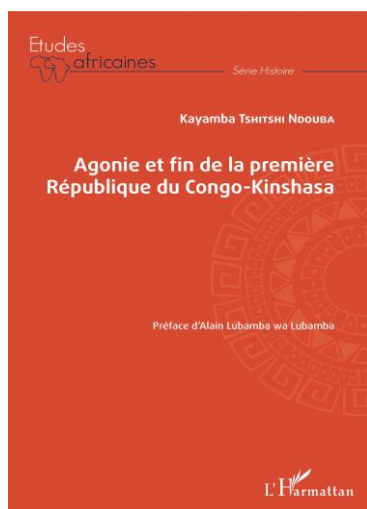 Etudes
africaines
Série Histoire
Kayamba TSHITSHI NDOUBA
Agonie et fin de la première
République du Congo-Kinshasa
Préface d'Alain Lubamba wa Lubamba
L'Harmattan